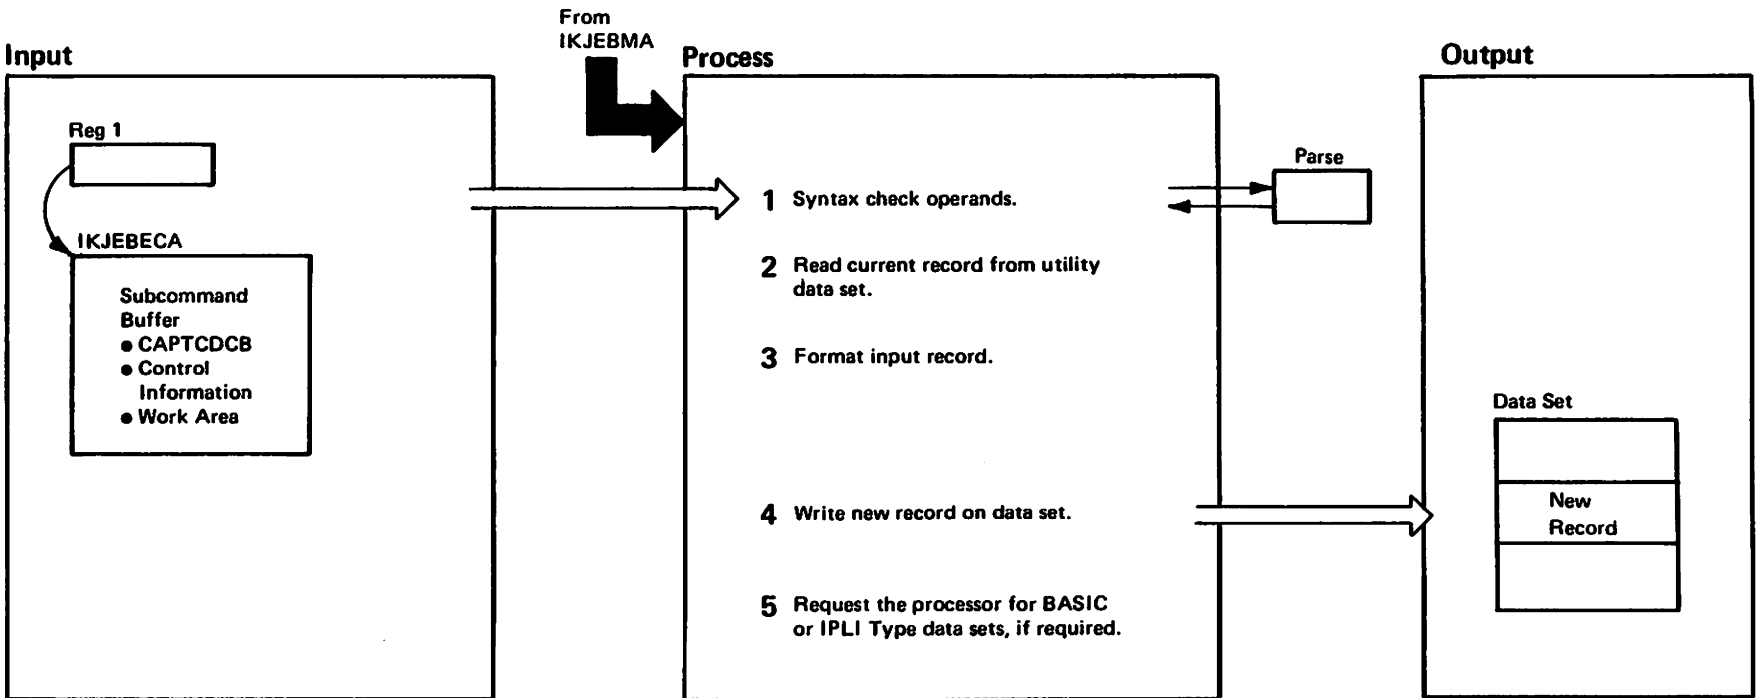 Input
Reg 1
IKJEBECA
Subcommand
Buffer
● CAPTCDCB
● Control
Information
● Work Area
From
IKJEBMA
Process
1 Syntax check operands.
2 Read current record from utility
data set.
3 Format input record.
4 Write new record on data set.
5 Request the processor for BASIC
or IPLI Type data sets, if required.
Parse
Output
Data Set
New
Record